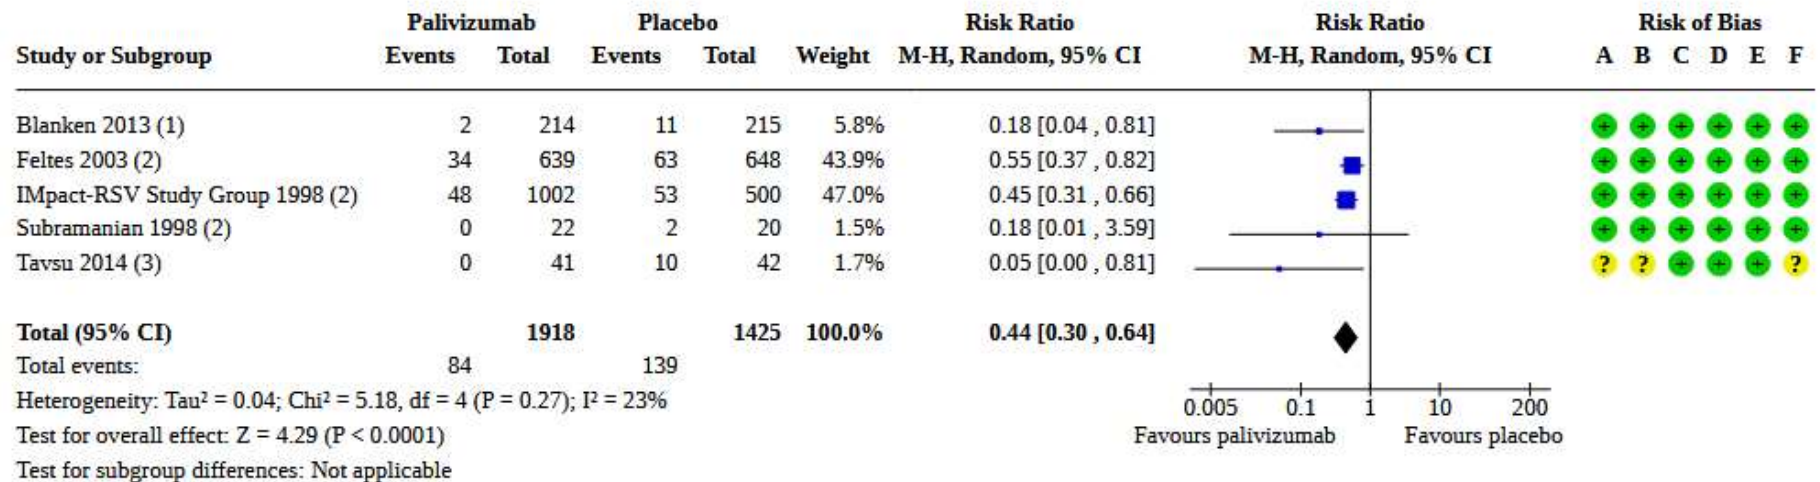 Palivizumab Placebo Risk Ratio Risk Ratio Risk of Bias
Study or Subgroup Events Total Events Total Weight M-H, Random, 95% CI M-H, Random, 95% CI A B C D E F
Blanken 2013 (1) 2 214 11 215 5.8% 0.18 [0.04 , 0.81] + + + + + +
Feltes 2003 (2) 34 639 63 648 43.9% 0.55 [0.37 , 0.82] + + + + + +
IMpact-RSV Study Group 1998 (2) 48 1002 53 500 47.0% 0.45 [0.31 , 0.66] + + + + + +
Subramanian 1998 (2) 0 22 2 20 1.5% 0.18 [0.01 , 3.59] + + + + + +
Tavsu 2014 (3) 0 41 10 42 1.7% 0.05 [0.00 , 0.81] ? ? + + + ?
Total (95% CI) 1918 1425 100.0% 0.44 [0.30 , 0.64]
Total events: 84 139
Heterogeneity: Tau² = 0.04; Chi² = 5.18, df = 4 (P = 0.27); I² = 23%
0.005 0.1 1 10 200
Test for overall effect: Z = 4.29 (P < 0.0001)
Favours palivizumab Favours placebo
Test for subgroup differences: Not applicable